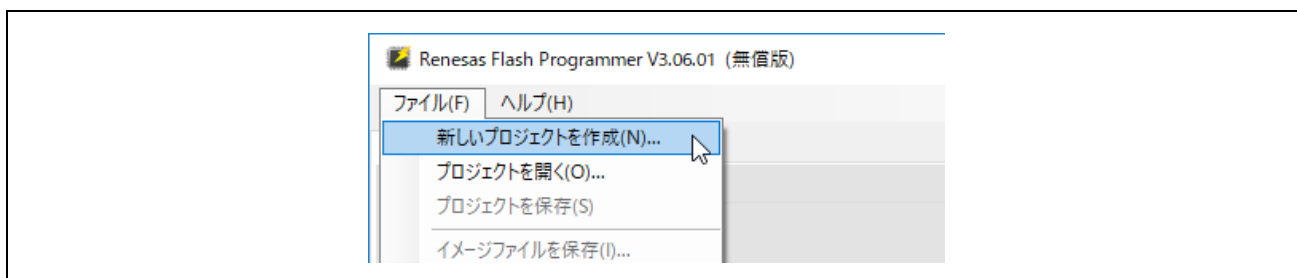 Renesas Flash Programmer V3.06.01 (無償版)
ファイル(F) ヘルプ(H)
新しいプロジェクトを作成(N)...
プロジェクトを開く(O)...
プロジェクトを保存(S)
イメージファイルを保存(I)...